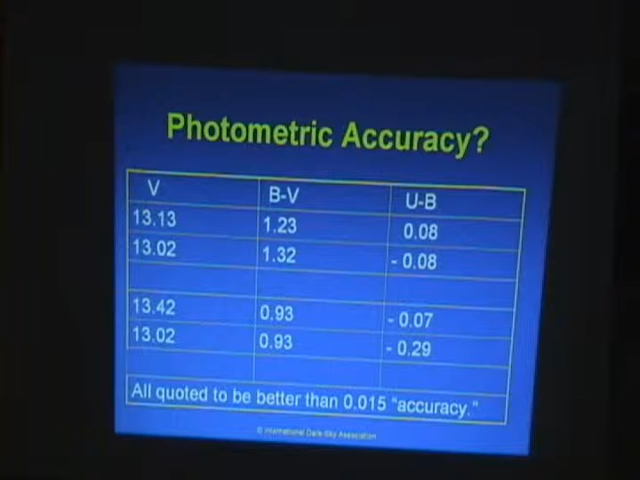 Photometric Accuracy?
V B-V U-B
13.13 1.23 0.08
13.02 1.32 - 0.08
13.42 0.93 - 0.07
13.02 0.93 - 0.29
All quoted to be better than 0.015 "accuracy."
© International Dark-Sky Association